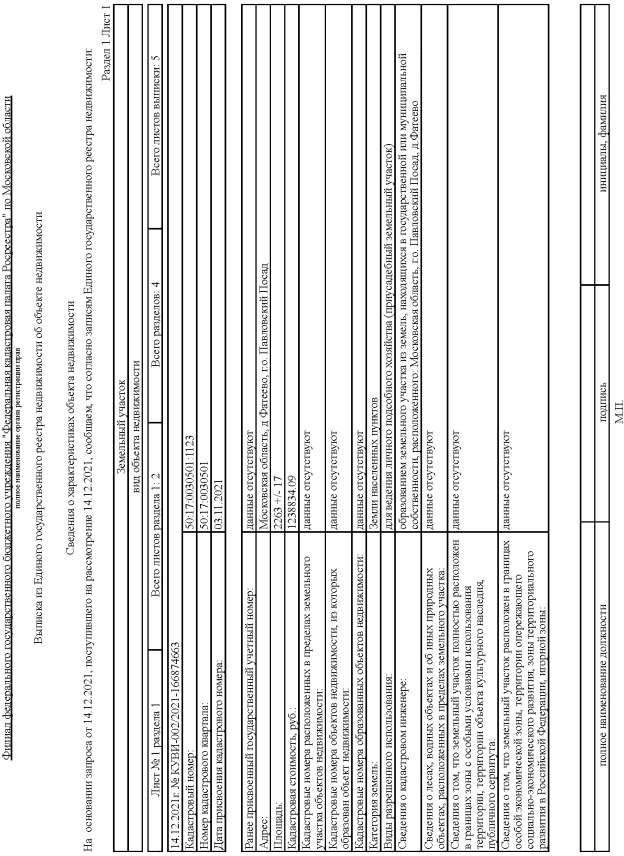 Филиал федерального государственного бюджетного учреждения "Федеральная кадастровая палата Росреестра" по Московской области
полное наименование органа регистрации прав
Выписка из Единого государственного реестра недвижимости об объекте недвижимости
Сведения о характеристиках объекта недвижимости
На основании запроса от 14.12.2021, поступившего на рассмотрение 14.12.2021, сообщаем, что согласно записям Единого государственного реестра недвижимости:
Раздел 1 Лист 1
Земельный участок
вид объекта недвижимости
Лист № 1 раздела 1 Всего листов раздела 1: 2 Всего разделов: 4 Всего листов выписки: 5
14.12.2021г. № КУВИ-002/2021-166874663
Кадастровый номер: 50:17:0030501:1123
Номер кадастрового квартала: 50:17:0030501
Дата присвоения кадастрового номера: 03.11.2021
Ранее присвоенный государственный учетный номер: данные отсутствуют
Адрес: Московская область, д Фатеево, г.о. Павловский Посад
Площадь: 2263 +/- 17
Кадастровая стоимость, руб.: 1238834.09
Кадастровые номера расположенных в пределах земельного данные отсутствуют
участка объектов недвижимости:
Кадастровые номера объектов недвижимости, из которых данные отсутствуют
образован объект недвижимости:
Кадастровые номера образованных объектов недвижимости: данные отсутствуют
Категория земель: Земли населенных пунктов
Виды разрешенного использования: для ведения личного подсобного хозяйства (приусадебный земельный участок)
Сведения о кадастровом инженере: образованием земельного участка из земель, находящихся в государственной или муниципальной
собственности, расположенного: Московская область, г.о. Павловский Посад, д.Фатеево
Сведения о лесах, водных объектах и об иных природных данные отсутствуют
объектах, расположенных в пределах земельного участка:
Сведения о том, что земельный участок полностью расположен данные отсутствуют
в границах зоны с особыми условиями использования
территории, территории объекта культурного наследия,
публичного сервитута:
Сведения о том, что земельный участок расположен в границах данные отсутствуют
особой экономической зоны, территории опережающего
социально-экономического развития, зоны территориального
развития в Российской Федерации, игорной зоны:
полное наименование должности подпись инициалы, фамилия
М.П.